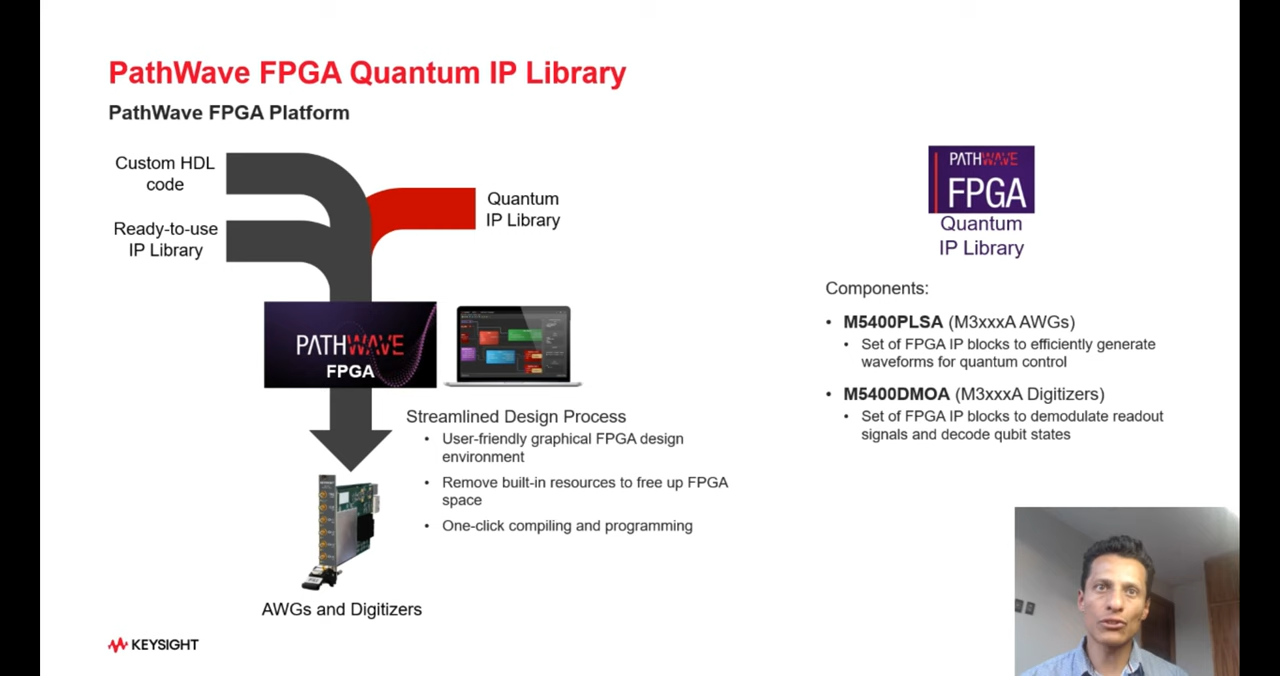 PathWave FPGA Quantum IP Library
PathWave FPGA Platform
Custom HDL
code
Ready-to-use
IP Library
Quantum
IP Library
PATHWAVE
FPGA
Streamlined Design Process
• User-friendly graphical FPGA design
environment
• Remove built-in resources to free up FPGA
space
• One-click compiling and programming
AWGs and Digitizers
KEYSIGHT
PATHWAVE
FPGA
Quantum
IP Library
Components:
• M5400PLSA (M3xxxA AWGs)
• Set of FPGA IP blocks to efficiently generate
waveforms for quantum control
• M5400DMOA (M3xxxA Digitizers)
• Set of FPGA IP blocks to demodulate readout
signals and decode qubit states